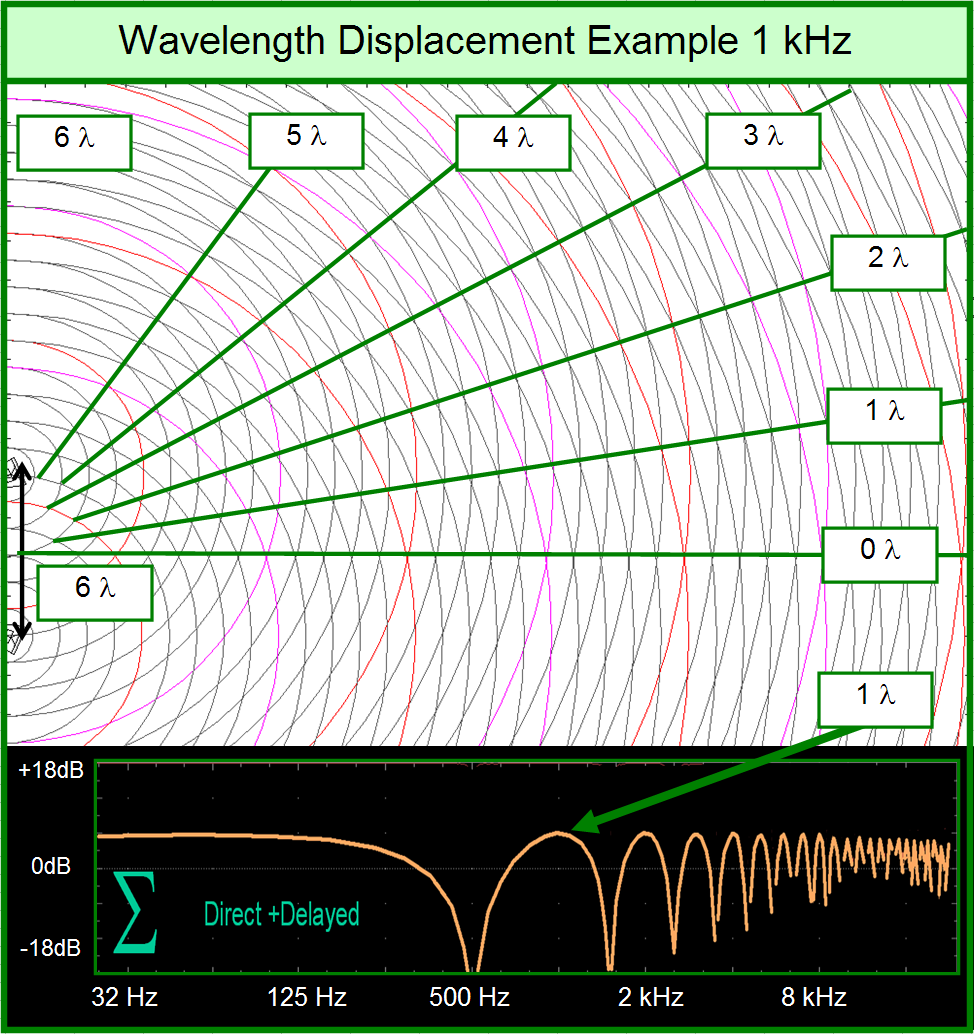 Wavelength Displacement Example 1 kHz
6 λ
5 λ
4 λ
3 λ
2 λ
1 λ
0 λ
6 λ
1 λ
+18dB
0dB
-18dB
Σ Direct +Delayed
32 Hz 125 Hz 500 Hz 2 kHz 8 kHz